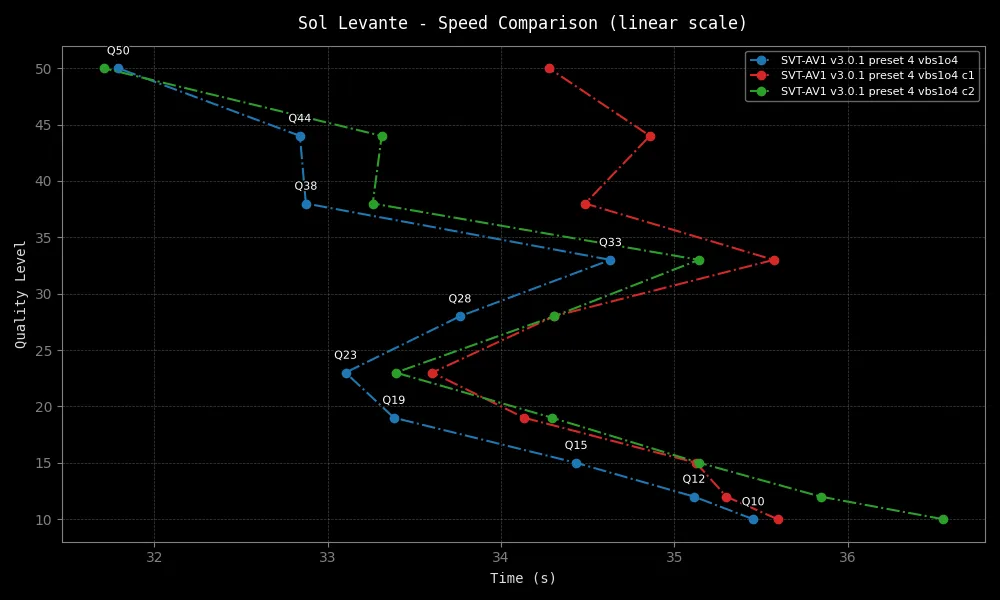 Sol Levante - Speed Comparison (linear scale)
SVT-AV1 v3.0.1 preset 4 vbs1o4
SVT-AV1 v3.0.1 preset 4 vbs1o4 c1
SVT-AV1 v3.0.1 preset 4 vbs1o4 c2
Quality Level
50
45
40
35
30
25
20
15
10
Q50
Q44
Q38
Q33
Q28
Q23
Q19
Q15
Q12
Q10
32
33
34
35
36
Time (s)